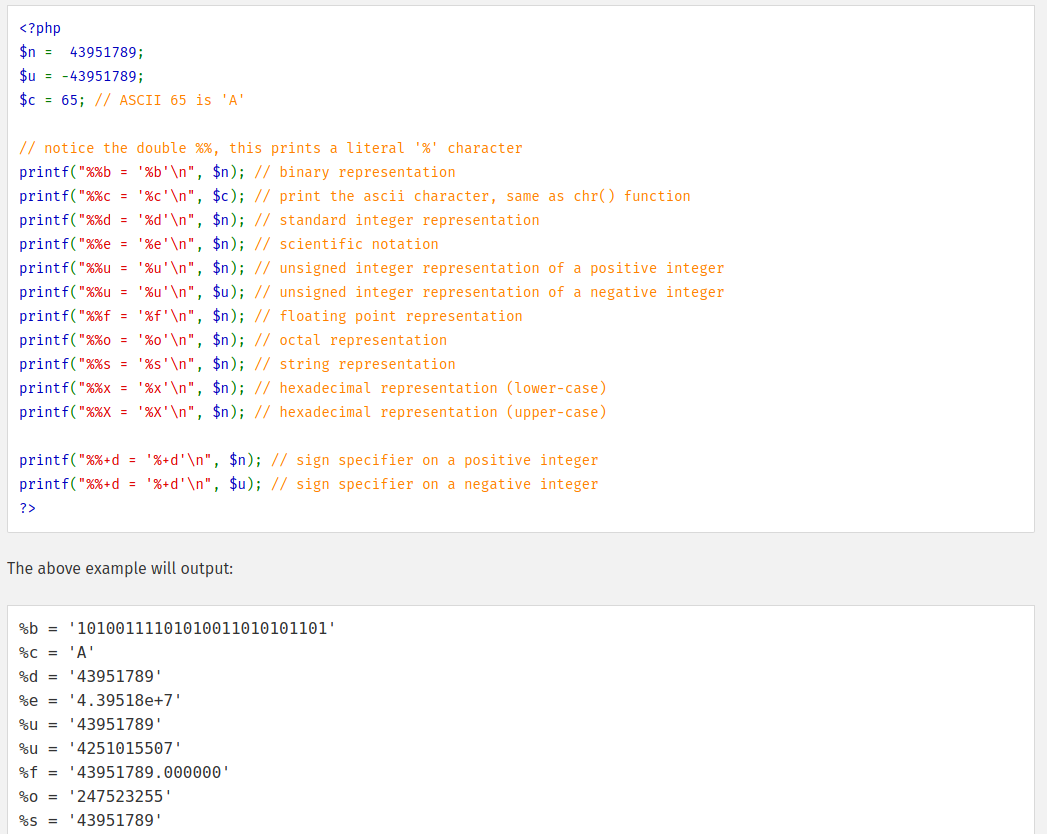 <?php
$n =  43951789;
$u = -43951789;
$c = 65; // ASCII 65 is 'A'
// notice the double %%, this prints a literal '%' character
printf("%%b = '%b'\n", $n); // binary representation
printf("%%c = '%c'\n", $c); // print the ascii character, same as chr() function
printf("%%d = '%d'\n", $n); // standard integer representation
printf("%%e = '%e'\n", $n); // scientific notation
printf("%%u = '%u'\n", $n); // unsigned integer representation of a positive integer
printf("%%u = '%u'\n", $u); // unsigned integer representation of a negative integer
printf("%%f = '%f'\n", $n); // floating point representation
printf("%%o = '%o'\n", $n); // octal representation
printf("%%s = '%s'\n", $n); // string representation
printf("%%x = '%x'\n", $n); // hexadecimal representation (lower-case)
printf("%%X = '%X'\n", $n); // hexadecimal representation (upper-case)
printf("%%+d = '%+d'\n", $n); // sign specifier on a positive integer
printf("%%+d = '%+d'\n", $u); // sign specifier on a negative integer
?>
The above example will output:
%b = '10100111101010011010101101'
%c = 'A'
%d = '43951789'
%e = '4.39518e+7'
%u = '43951789'
%u = '4251015507'
%f = '43951789.000000'
%o = '247523255'
%s = '43951789'